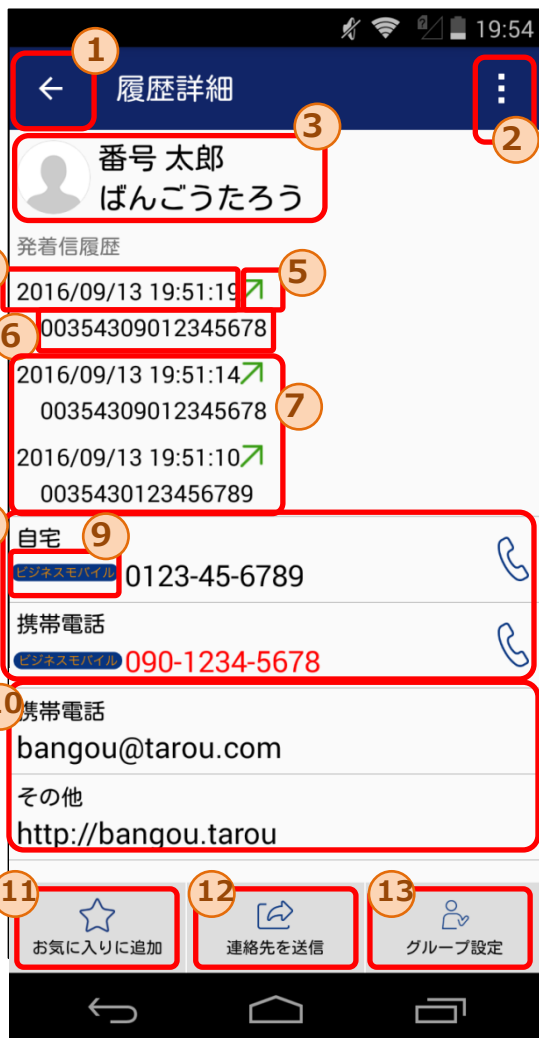 19:54
1
履歴詳細
2
3
番号 太郎
ばんごうたろう
発着信履歴
5
2016/09/13 19:51:19
6
00354309012345678
2016/09/13 19:51:14
7
00354309012345678
2016/09/13 19:51:10
0035430123456789
自宅
9
ビジネスモバイル 0123-45-6789
携帯電話
ビジネスモバイル 090-1234-5678
10
携帯電話
bangou@tarou.com
その他
http://bangou.tarou
11 12 13
お気に入りに追加 連絡先を送信 グループ設定